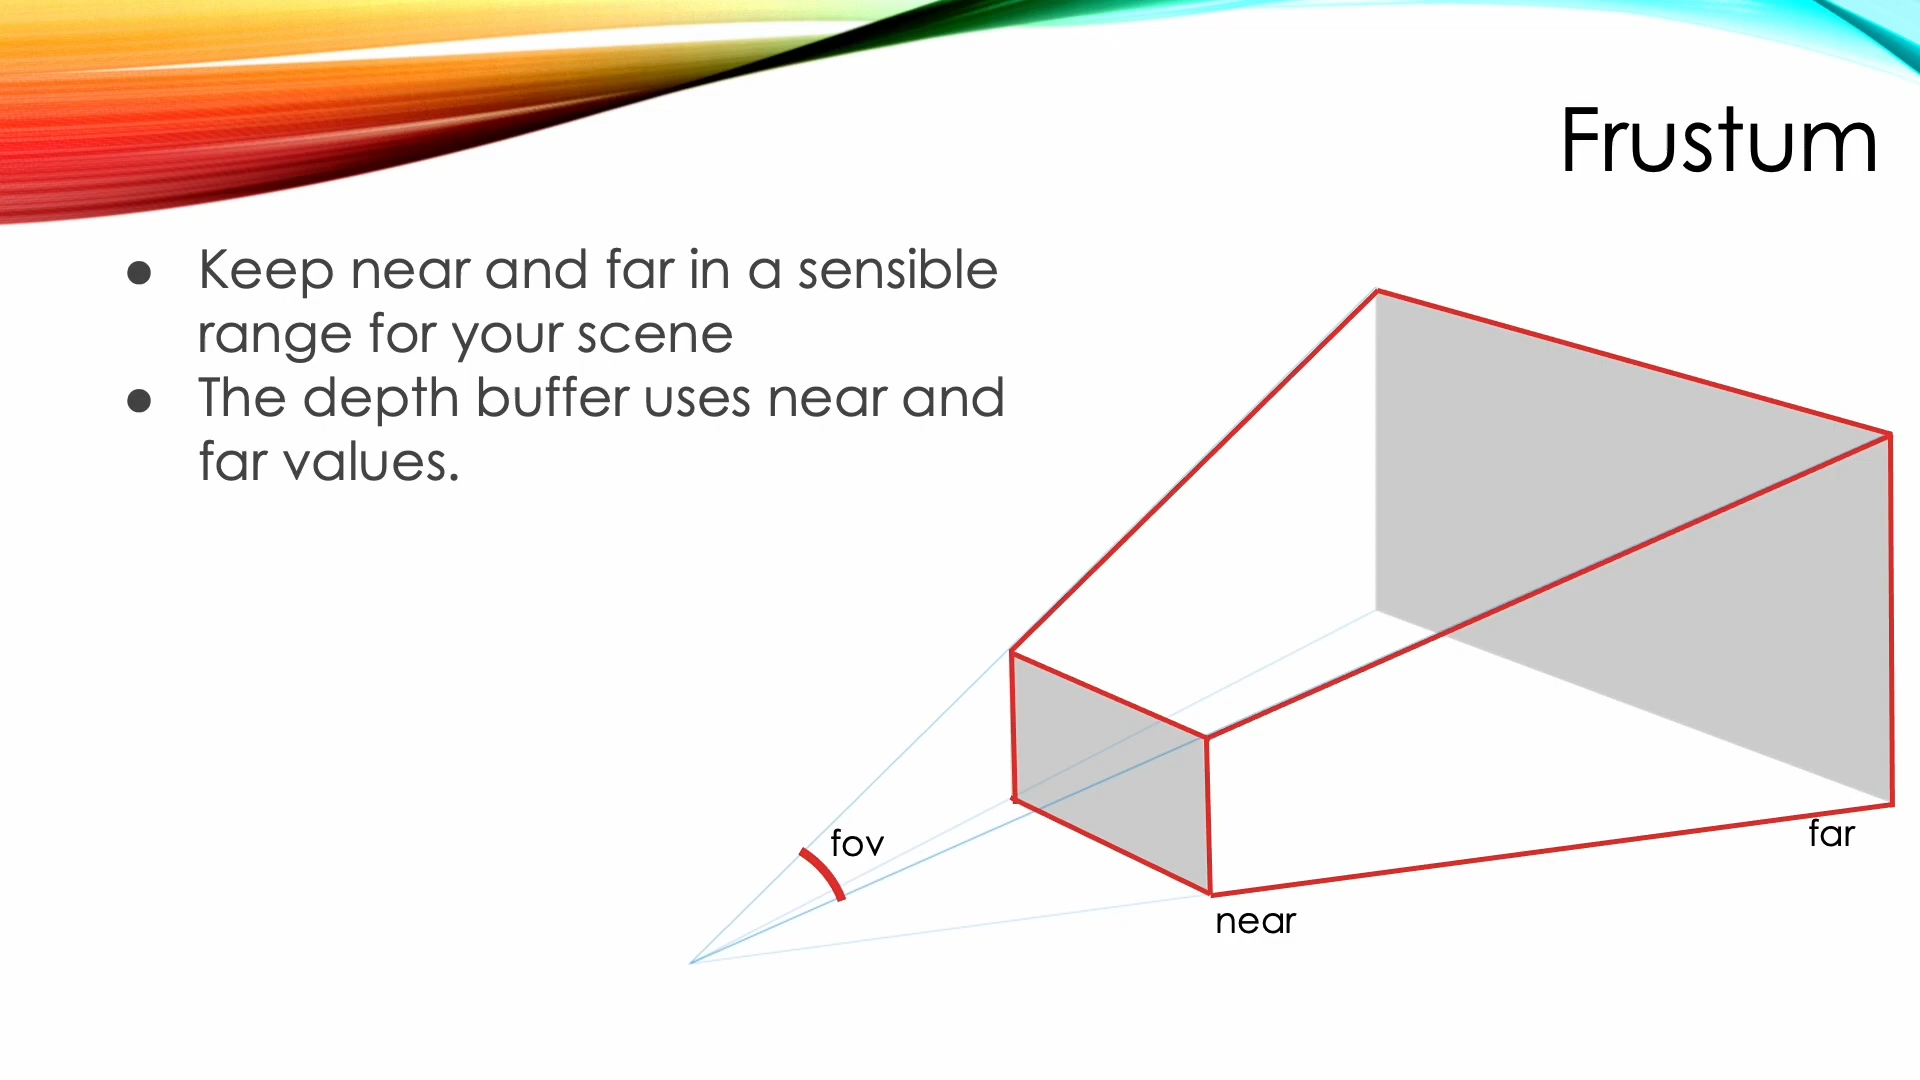 Frustum
● Keep near and far in a sensible
range for your scene
● The depth buffer uses near and
far values.
fov
far
near